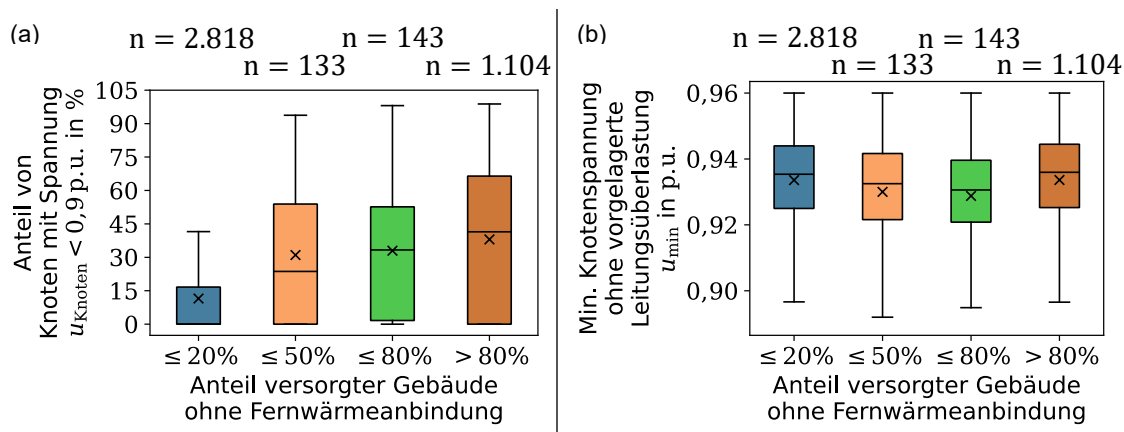 (a)
n = 2.818
n = 143
n = 133
n = 1.104
Anteil von
Knoten mit Spannung
u_Knoten < 0,9 p.u. in %
105
90
75
60
45
30
15
0
≤ 20%
≤ 50%
≤ 80%
> 80%
Anteil versorgter Gebäude
ohne Fernwärmeanbindung
(b)
n = 2.818
n = 143
n = 133
n = 1.104
Min. Knotenspannung
ohne vorgelagerte
Leitungsüberlastung
u_min in p.u.
0,96
0,94
0,92
0,90
≤ 20%
≤ 50%
≤ 80%
> 80%
Anteil versorgter Gebäude
ohne Fernwärmeanbindung